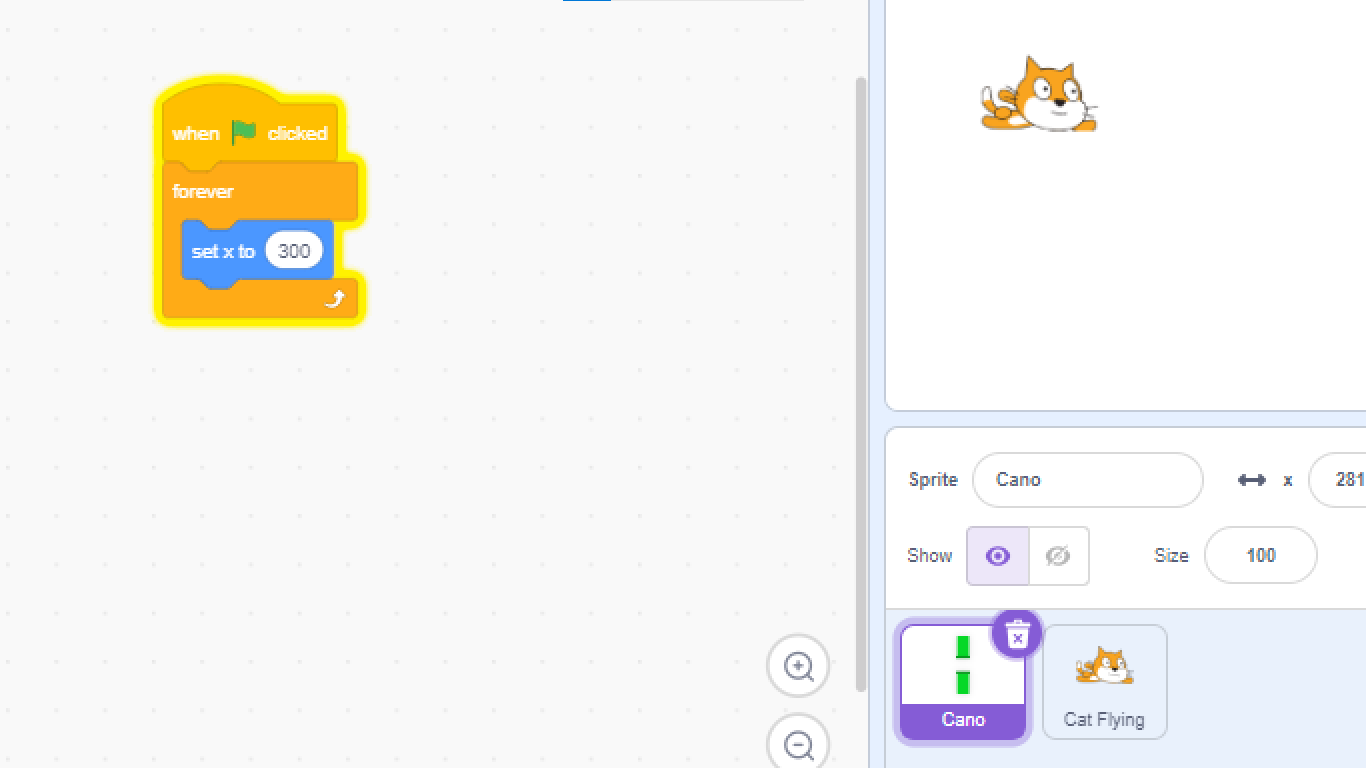 when clicked
forever
set x to 300
Sprite Cano x 281
Show Size 100
Cano Cat Flying